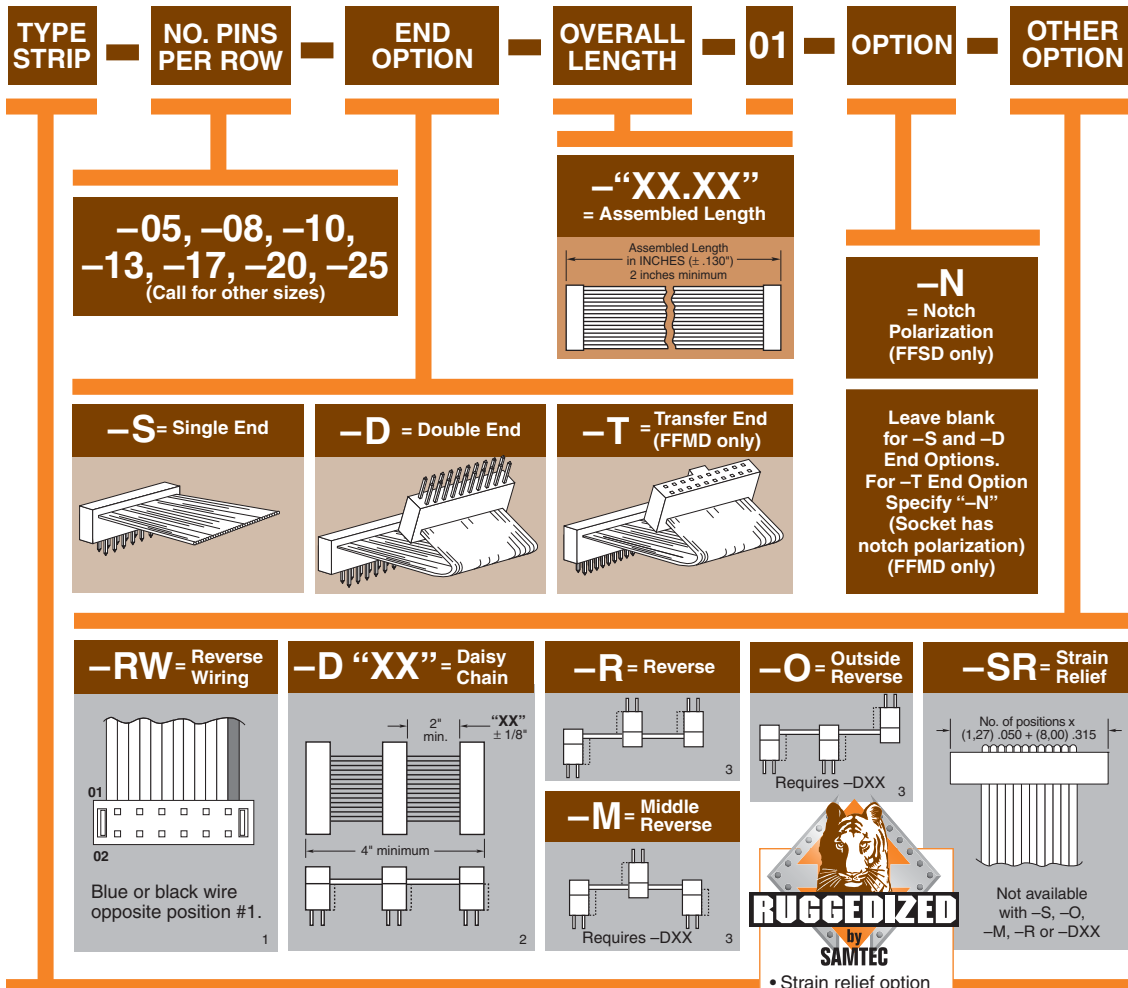 TYPE
STRIP
NO. PINS
PER ROW
END
OPTION
OVERALL
LENGTH
01
OPTION
OTHER
OPTION
–05, –08, –10,
–13, –17, –20, –25
(Call for other sizes)
–“XX.XX”
= Assembled Length
Assembled Length
in INCHES (± .130")
2 inches minimum
–N
= Notch
Polarization
(FFSD only)
Leave blank
for –S and –D
End Options.
For –T End Option
Specify “–N”
(Socket has
notch polarization)
(FFMD only)
–S = Single End
–D = Double End
–T = Transfer End
(FFMD only)
–RW = Reverse
Wiring
01
02
Blue or black wire
opposite position #1.
1
–D “XX” = Daisy
Chain
2"
min.
“XX”
± 1/8"
4" minimum
2
–R = Reverse
3
–M = Middle
Reverse
Requires –DXX
3
–O = Outside
Reverse
Requires –DXX
3
RUGGEDIZED
by
SAMTEC
• Strain relief option
–SR = Strain
Relief
No. of positions x
(1,27) .050 + (8,00) .315
Not available
with –S, –O,
–M, –R or –DXX